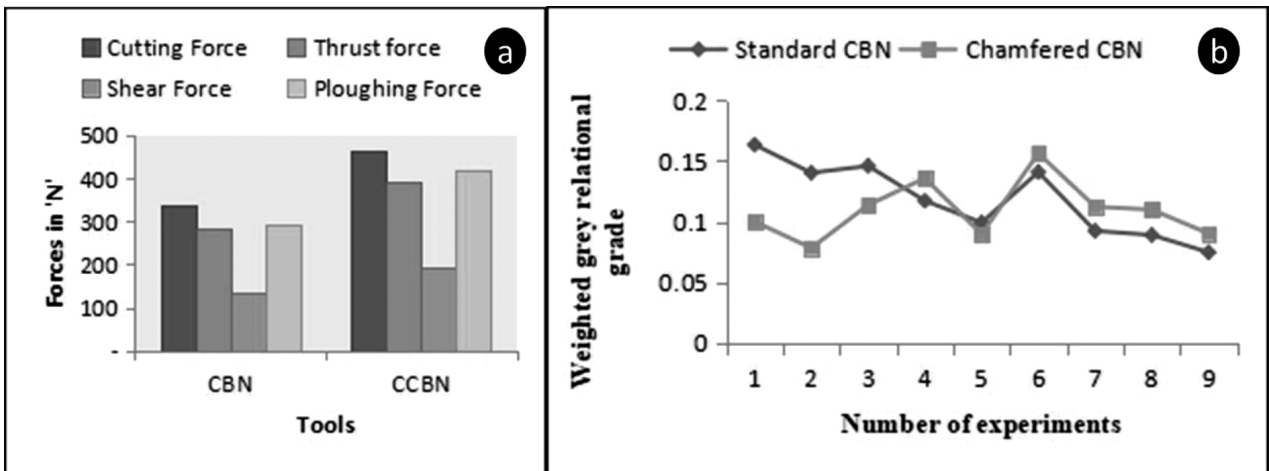 a
Cutting Force
Thrust force
Shear Force
Ploughing Force
500
400
300
200
100
-
Forces in 'N'
CBN
CCBN
Tools
b
Standard CBN
Chamfered CBN
0.2
0.15
0.1
0.05
0
Weighted grey relational
grade
1 2 3 4 5 6 7 8 9
Number of experiments